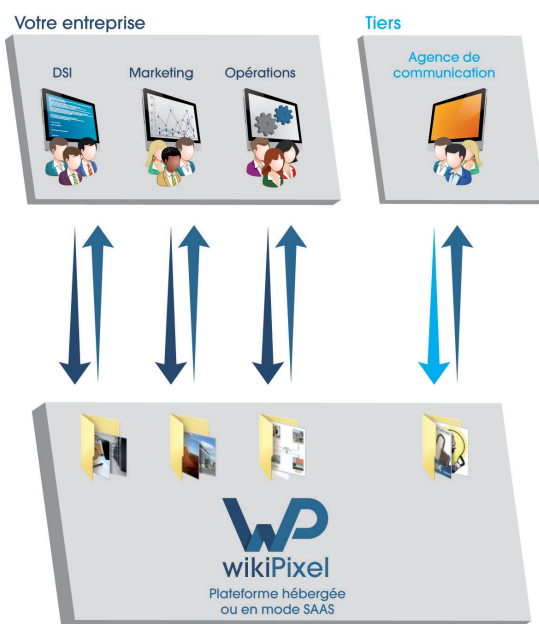 Votre entreprise
Tiers
DSI
Marketing
Opérations
Agence de
communication
WP
wikiPixel
Plateforme hébergée
ou en mode SAAS